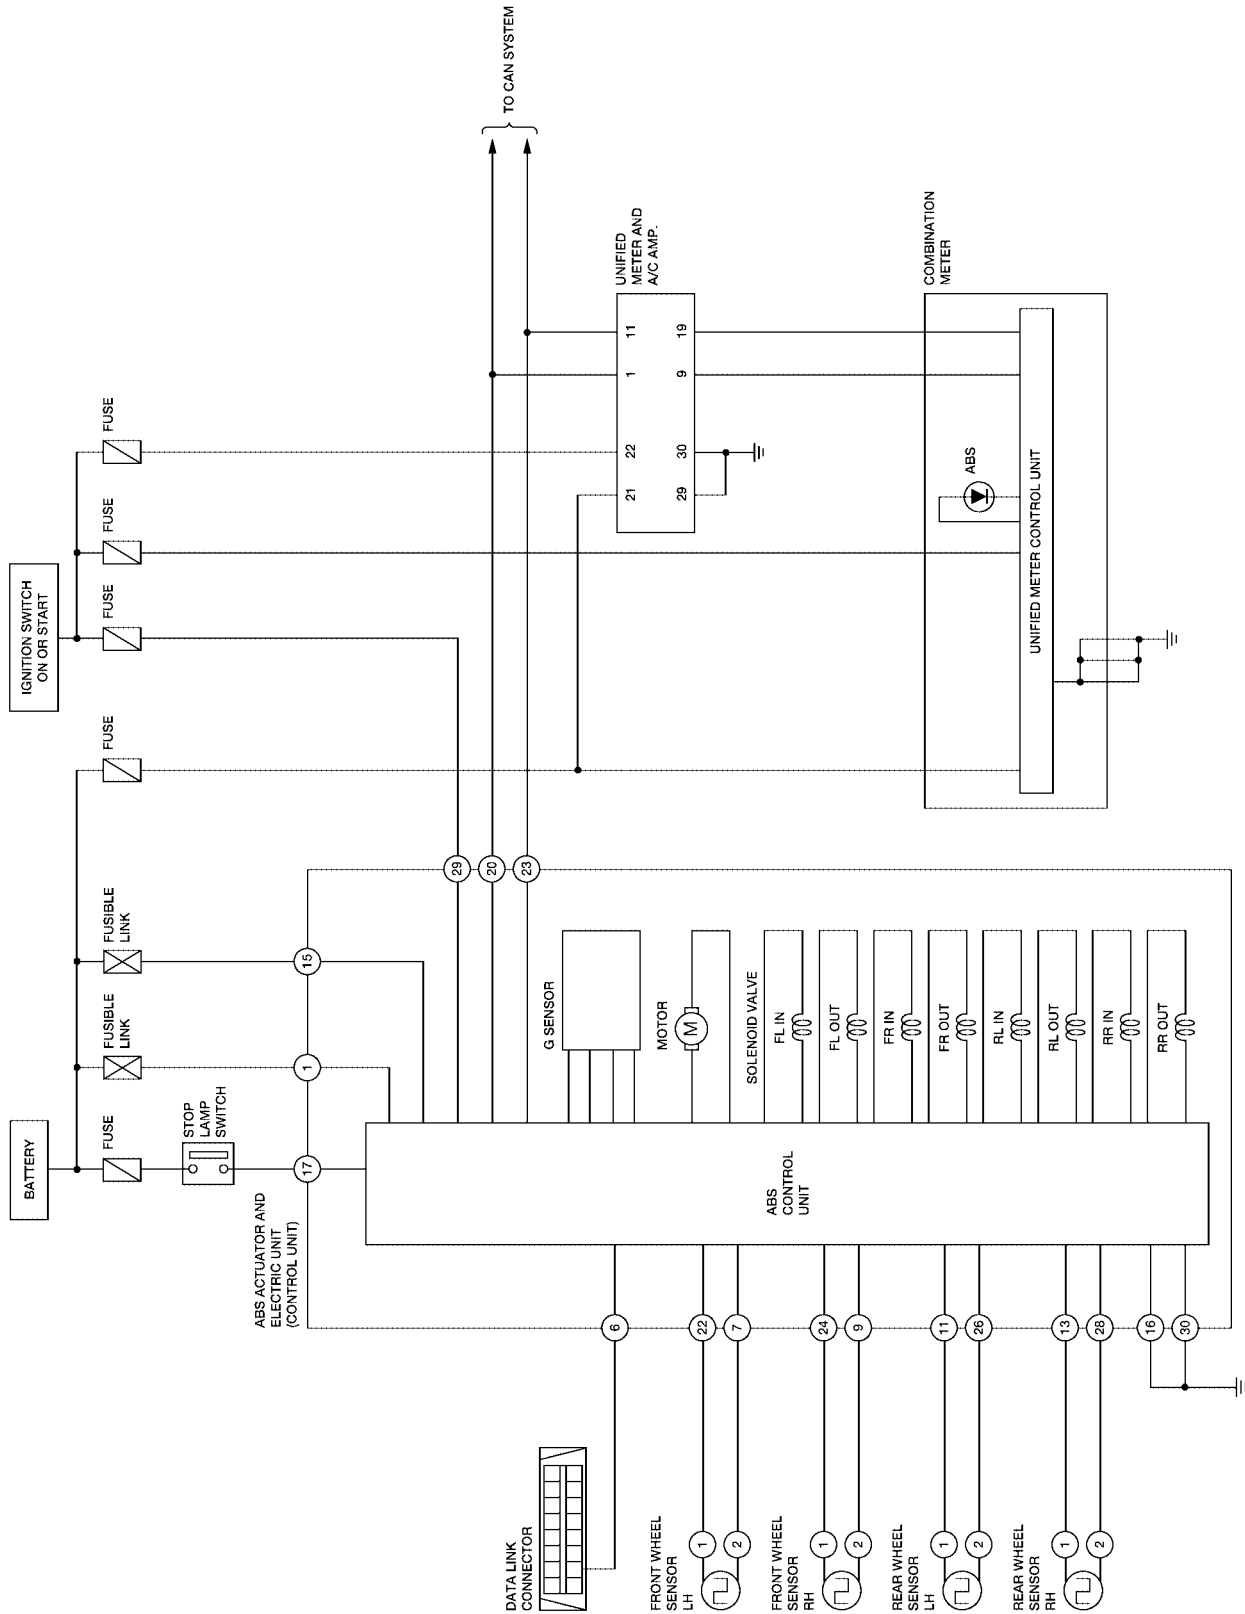 BATTERY
IGNITION SWITCH
ON OR START
FUSE
FUSIBLE
LINK
FUSIBLE
LINK
FUSE
FUSE
FUSE
FUSE
STOP
LAMP
SWITCH
TO CAN SYSTEM
17
1
15
29
20
23
ABS ACTUATOR AND
ELECTRIC UNIT
(CONTROL UNIT)
G SENSOR
MOTOR
M
SOLENOID VALVE
FL IN
FL OUT
FR IN
FR OUT
RL IN
RL OUT
RR IN
RR OUT
ABS
CONTROL
UNIT
UNIFIED
METER AND
A/C AMP.
21
22
1
11
29
30
9
19
COMBINATION
METER
ABS
UNIFIED METER CONTROL UNIT
6
22
7
24
9
11
26
13
28
16
30
DATA LINK
CONNECTOR
FRONT WHEEL
SENSOR
LH
1
2
FRONT WHEEL
SENSOR
RH
1
2
REAR WHEEL
SENSOR
LH
1
2
REAR WHEEL
SENSOR
RH
1
2